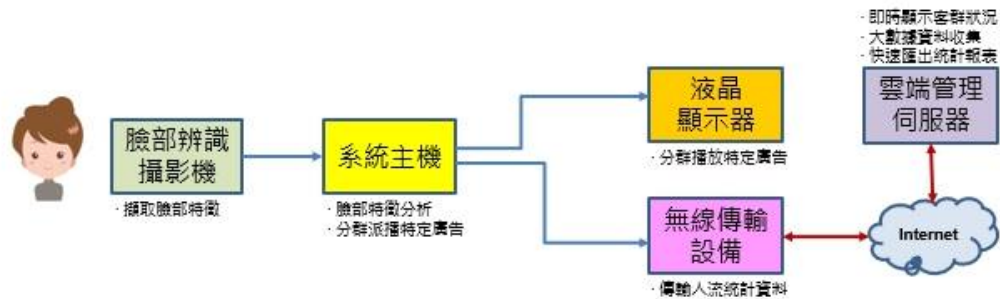 臉部辨識
攝影機
· 擷取臉部特徵
系統主機
· 臉部特徵分析
· 分群派播特定廣告
液晶
顯示器
· 分群播放特定廣告
無線傳輸
設備
· 傳輸人流統計資料
· 即時顯示客群狀況
· 大數據資料收集
· 快速匯出統計報表
雲端管理
伺服器
Internet